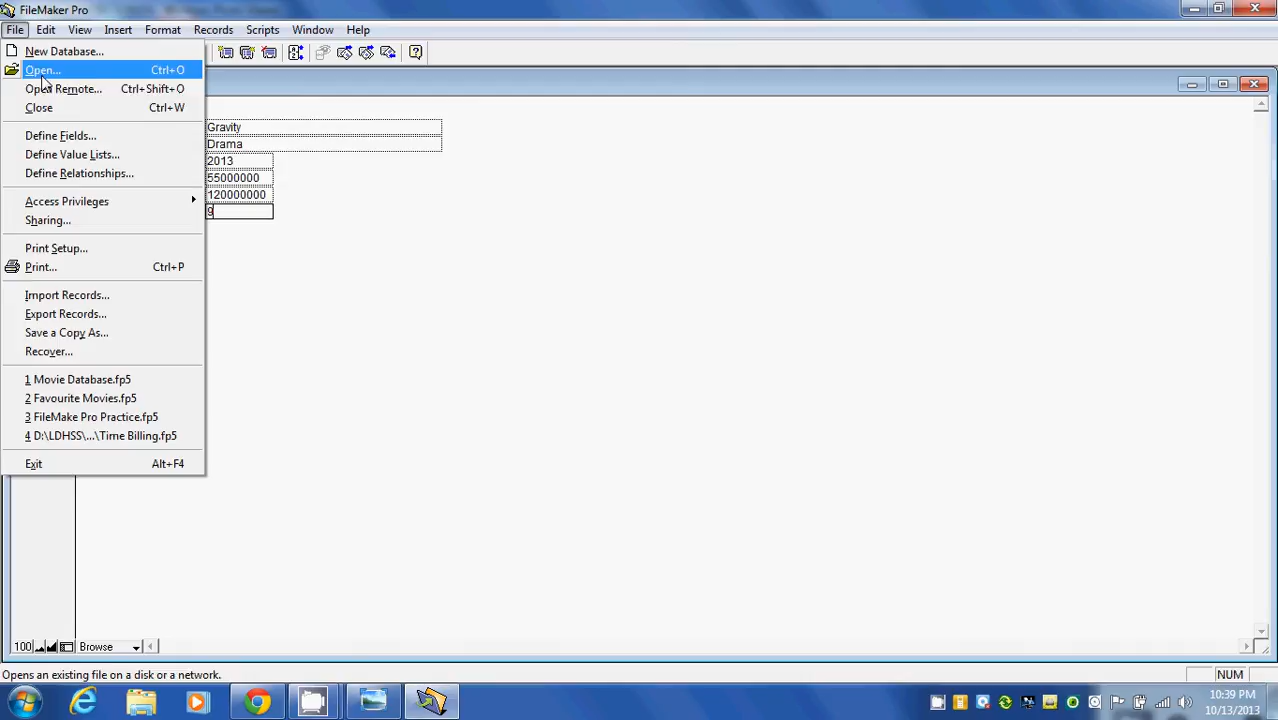 FileMaker Pro
File Edit View Insert Format Records Scripts Window Help
New Database...
Open... Ctrl+O
Open Remote... Ctrl+Shift+O
Close Ctrl+W
Define Fields...
Define Value Lists...
Define Relationships...
Access Privileges
Sharing...
Print Setup...
Print... Ctrl+P
Import Records...
Export Records...
Save a Copy As...
Recover...
1 Movie Database.fp5
2 Favourite Movies.fp5
3 FileMake Pro Practice.fp5
4 D:\LDHSS\...\Time Billing.fp5
Exit Alt+F4
Gravity
Drama
2013
55000000
120000000
9
100 Browse
Opens an existing file on a disk or a network.
NUM
10:39 PM
10/13/2013